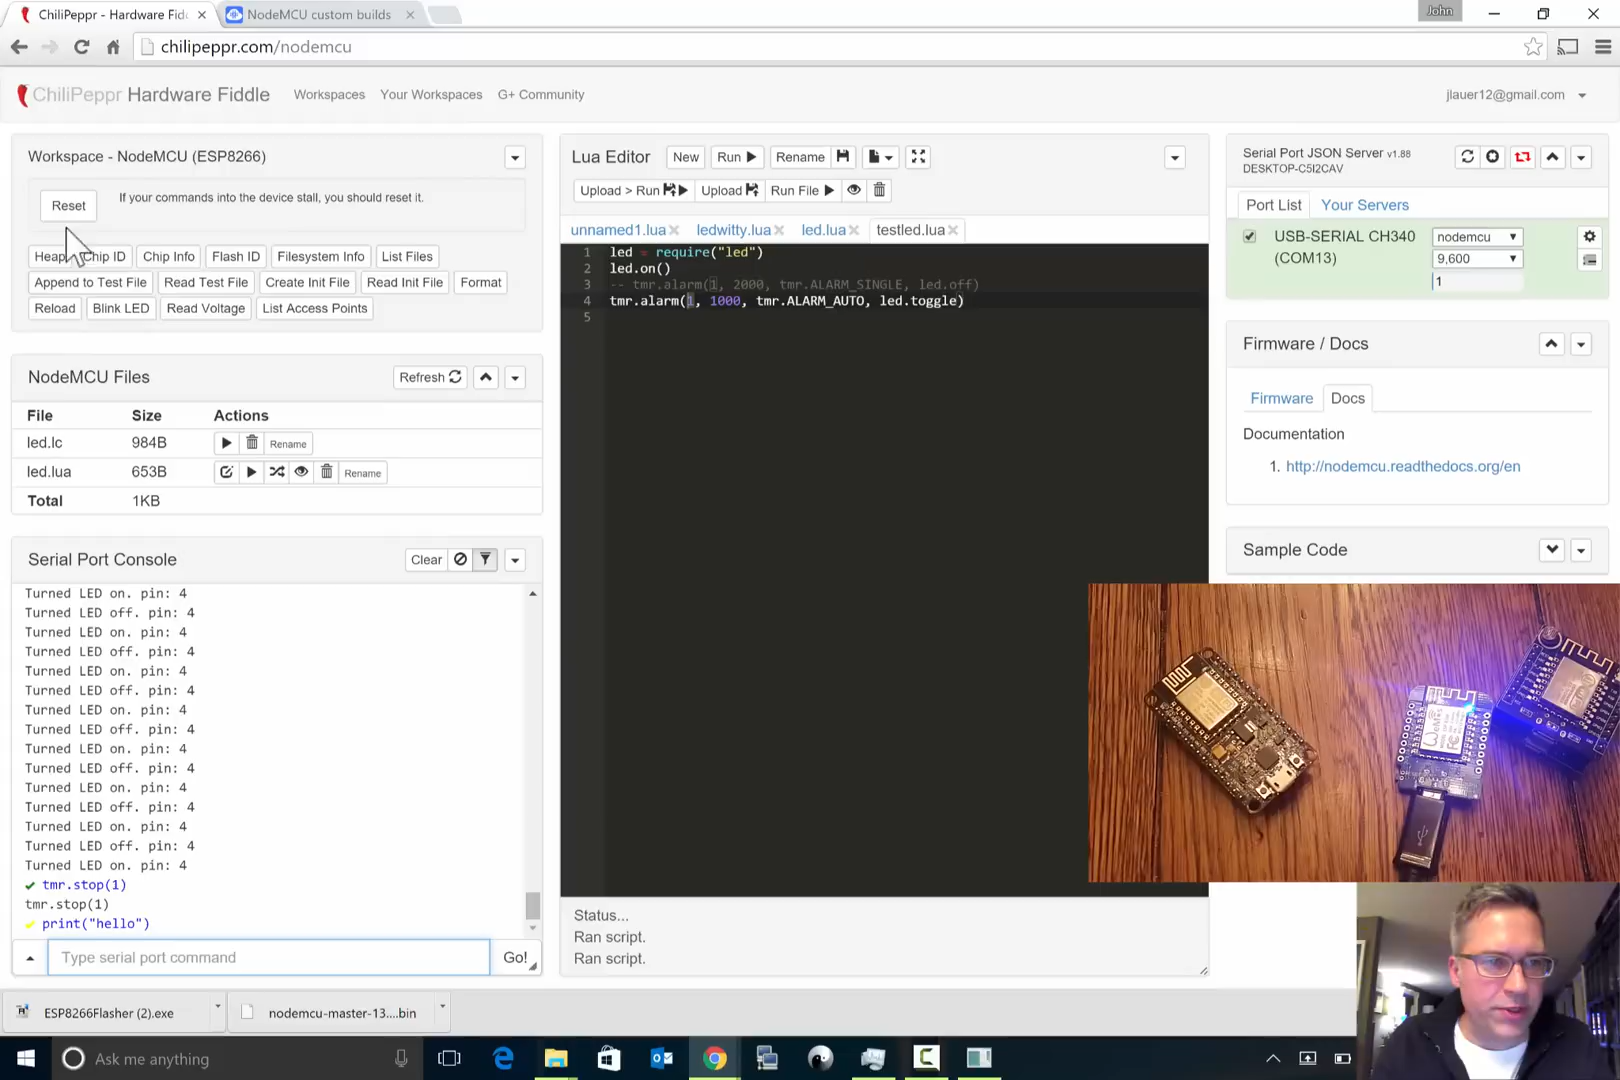 ChiliPeppr - Hardware Fidd
NodeMCU custom builds
John
chilipeppr.com/nodemcu
ChiliPeppr Hardware Fiddle
Workspaces
Your Workspaces
G+ Community
jlauer12@gmail.com
Workspace - NodeMCU (ESP8266)
Reset
If your commands into the device stall, you should reset it.
Heap
Chip ID
Chip Info
Flash ID
Filesystem Info
List Files
Append to Test File
Read Test File
Create Init File
Read Init File
Format
Reload
Blink LED
Read Voltage
List Access Points
NodeMCU Files
Refresh
File Size Actions
led.lc 984B Rename
led.lua 653B Rename
Total 1KB
Serial Port Console
Clear
Turned LED on. pin: 4
Turned LED off. pin: 4
Turned LED on. pin: 4
Turned LED off. pin: 4
Turned LED on. pin: 4
Turned LED off. pin: 4
Turned LED on. pin: 4
Turned LED off. pin: 4
Turned LED on. pin: 4
Turned LED off. pin: 4
Turned LED on. pin: 4
Turned LED off. pin: 4
Turned LED on. pin: 4
Turned LED off. pin: 4
Turned LED on. pin: 4
tmr.stop(1)
tmr.stop(1)
print("hello")
Type serial port command
Go!
Lua Editor
New
Run
Rename
Upload > Run
Upload
Run File
unnamed1.lua
ledwitty.lua
led.lua
testled.lua
1 led = require("led")
2 led.on()
3 -- tmr.alarm(1, 2000, tmr.ALARM_SINGLE, led.off)
4 tmr.alarm(1, 1000, tmr.ALARM_AUTO, led.toggle)
5
Status...
Ran script.
Ran script.
Serial Port JSON Server v1.88
DESKTOP-C5I2CAV
Port List
Your Servers
USB-SERIAL CH340
(COM13)
nodemcu
9,600
1
Firmware / Docs
Firmware
Docs
Documentation
1. http://nodemcu.readthedocs.org/en
Sample Code
ESP8266Flasher (2).exe
nodemcu-master-13....bin
Ask me anything